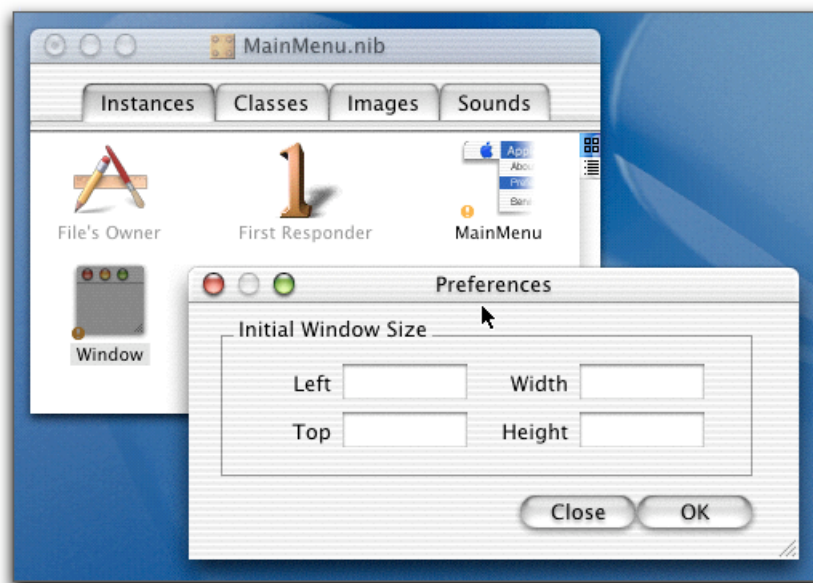 MainMenu.nib
Instances Classes Images Sounds
File's Owner First Responder MainMenu
Window
Preferences
Initial Window Size
Left Width
Top Height
Close OK